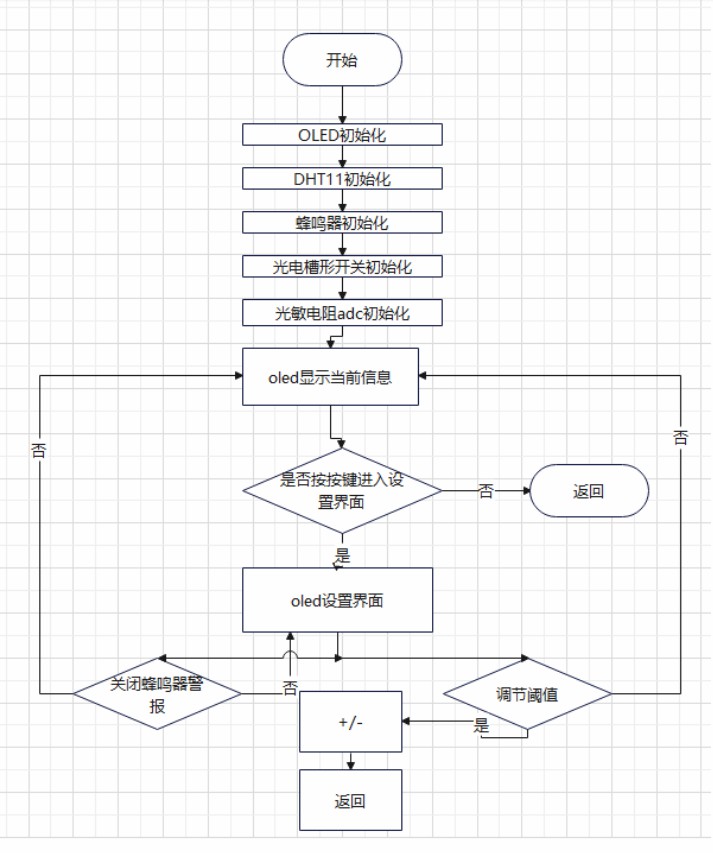 开始
OLED初始化
DHT11初始化
蜂鸣器初始化
光电槽形开关初始化
光敏电阻adc初始化
oled显示当前信息
否
否
是否按按键进入设
置界面
否
返回
是
oled设置界面
关闭蜂鸣器警
报
否
+/-
是
调节阈值
返回